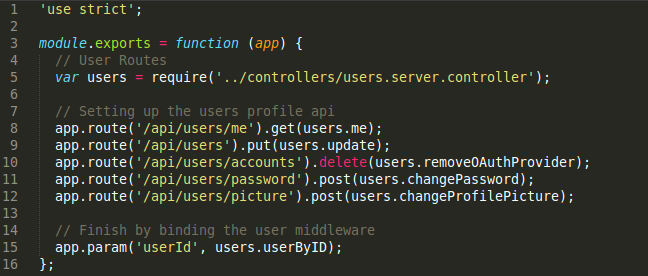 1 'use strict';
2
3 module.exports = function (app) {
4   // User Routes
5   var users = require('../controllers/users.server.controller');
6
7   // Setting up the users profile api
8   app.route('/api/users/me').get(users.me);
9   app.route('/api/users').put(users.update);
10   app.route('/api/users/accounts').delete(users.removeOAuthProvider);
11   app.route('/api/users/password').post(users.changePassword);
12   app.route('/api/users/picture').post(users.changeProfilePicture);
13
14   // Finish by binding the user middleware
15   app.param('userId', users.userByID);
16 };